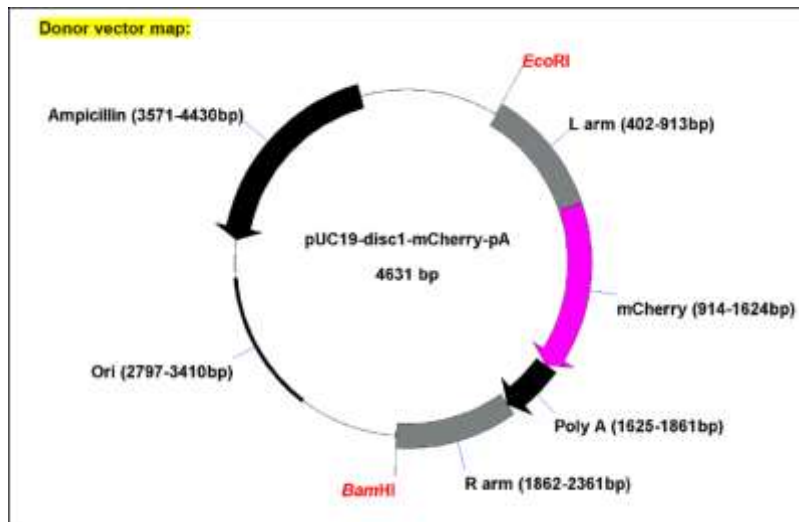 Donor vector map:
EcoRI
Ampicillin (3571-4430bp)
L arm (402-913bp)
pUC19-disc1-mCherry-pA
4631 bp
mCherry (914-1624bp)
Ori (2797-3410bp)
Poly A (1625-1861bp)
BamHI
R arm (1862-2361bp)